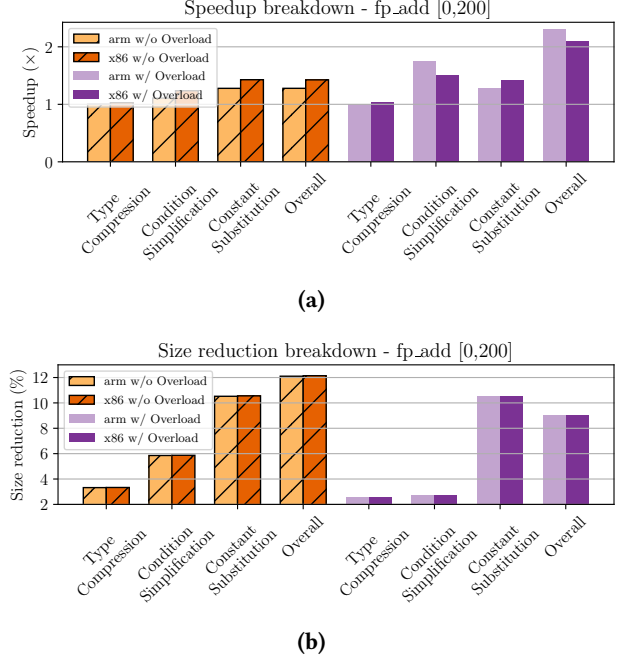 Speedup breakdown - fp_add [0,200]
Speedup (×)
2
1
0
arm w/o Overload
x86 w/o Overload
arm w/ Overload
x86 w/ Overload
Type
Compression
Condition
Simplification
Constant
Substitution
Overall
Type
Compression
Condition
Simplification
Constant
Substitution
Overall
(a)
Size reduction breakdown - fp_add [0,200]
Size reduction (%)
12
10
8
6
4
2
arm w/o Overload
x86 w/o Overload
arm w/ Overload
x86 w/ Overload
Type
Compression
Condition
Simplification
Constant
Substitution
Overall
Type
Compression
Condition
Simplification
Constant
Substitution
Overall
(b)